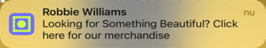 Robbie Williams
nu
Looking for Something Beautiful? Click
here for our merchandise